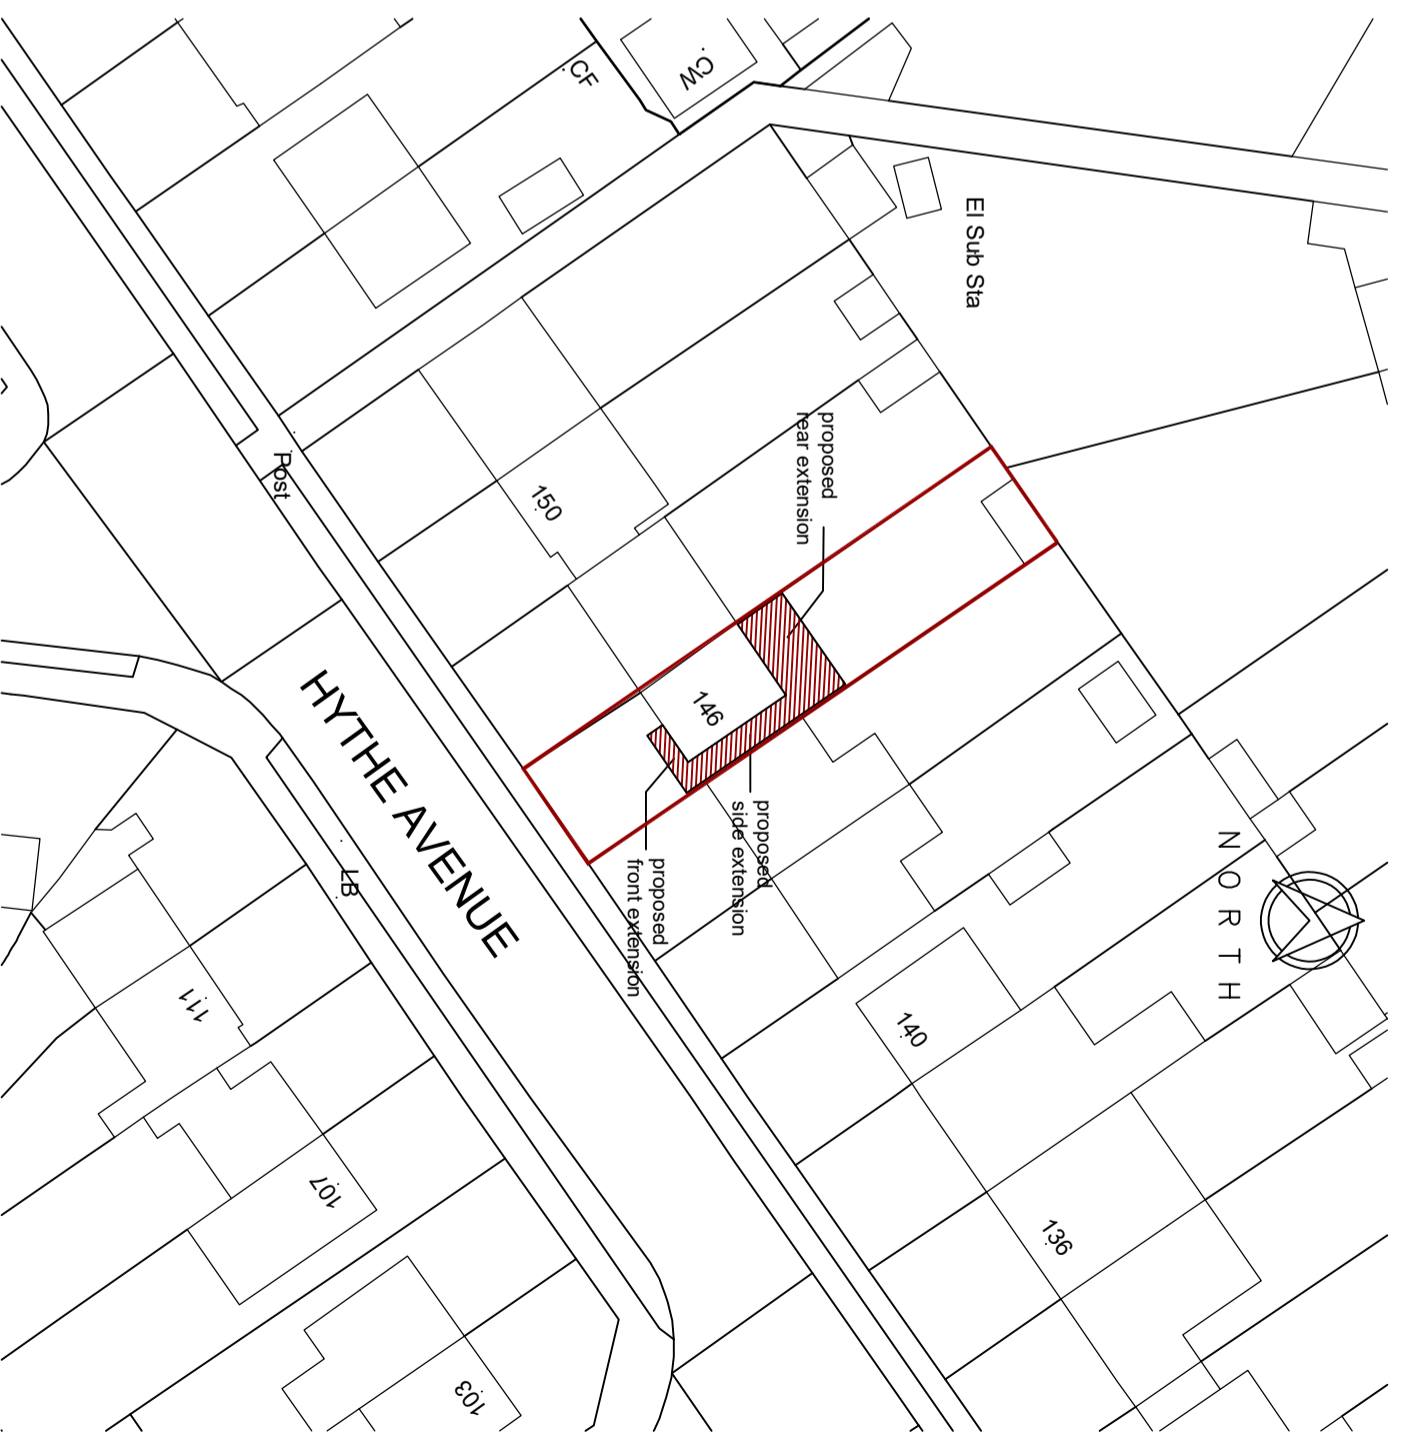 CW
CF
El Sub Sta
proposed
rear extension
Post
150
146
HYTHE AVENUE
proposed
side extension
proposed
front extension
LB
NORTH
111
140
107
136
103